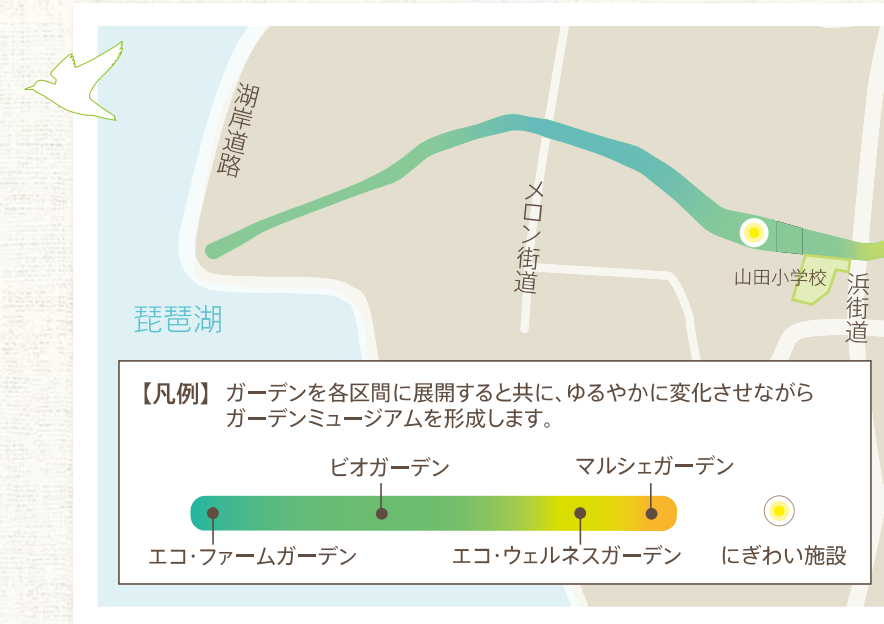 湖岸道路
メロン街道
山田小学校
浜街道
琵琶湖
【凡例】 ガーデンを各区間に展開すると共に、ゆるやかに変化させながら
ガーデンミュージアムを形成します。
ビオガーデン
マルシェガーデン
エコ・ファームガーデン
エコ・ウェルネスガーデン
にぎわい施設